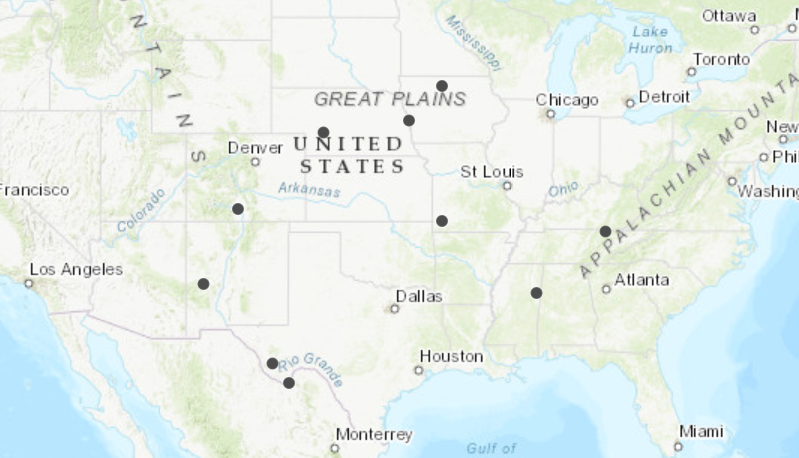 Ottawa
Lake
Huron
Mississippi
Toronto
NTAINS
GREAT PLAINS
Chicago
Detroit
APPALACHIAN MOUNTA
New
Denver
UNITED
STATES
Phil
St Louis
Francisco
Arkansas
Ohio
Washing
Colorado
Los Angeles
Atlanta
Dallas
Houston
Rio Grande
Monterrey
Miami
Gulf of